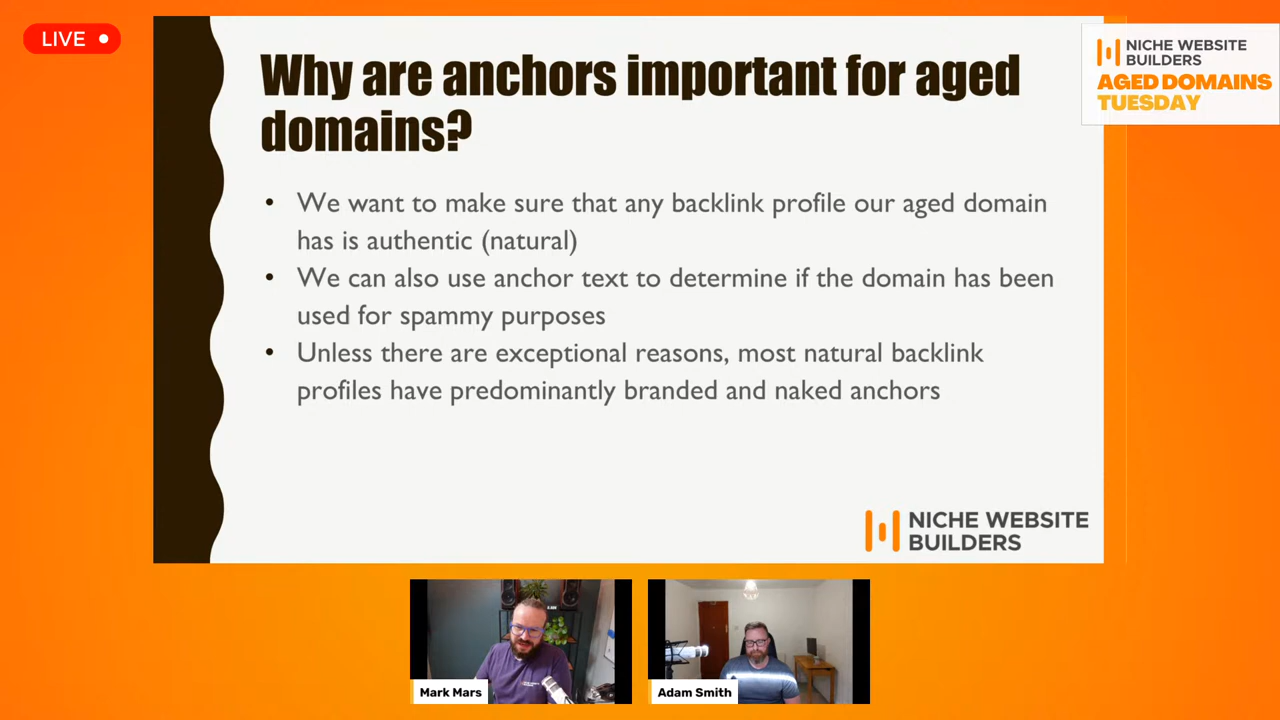 LIVE
NICHE WEBSITE
BUILDERS
AGED DOMAINS
TUESDAY
Why are anchors important for aged
domains?
• We want to make sure that any backlink profile our aged domain
has is authentic (natural)
• We can also use anchor text to determine if the domain has been
used for spammy purposes
• Unless there are exceptional reasons, most natural backlink
profiles have predominantly branded and naked anchors
NICHE WEBSITE
BUILDERS
Mark Mars
Adam Smith